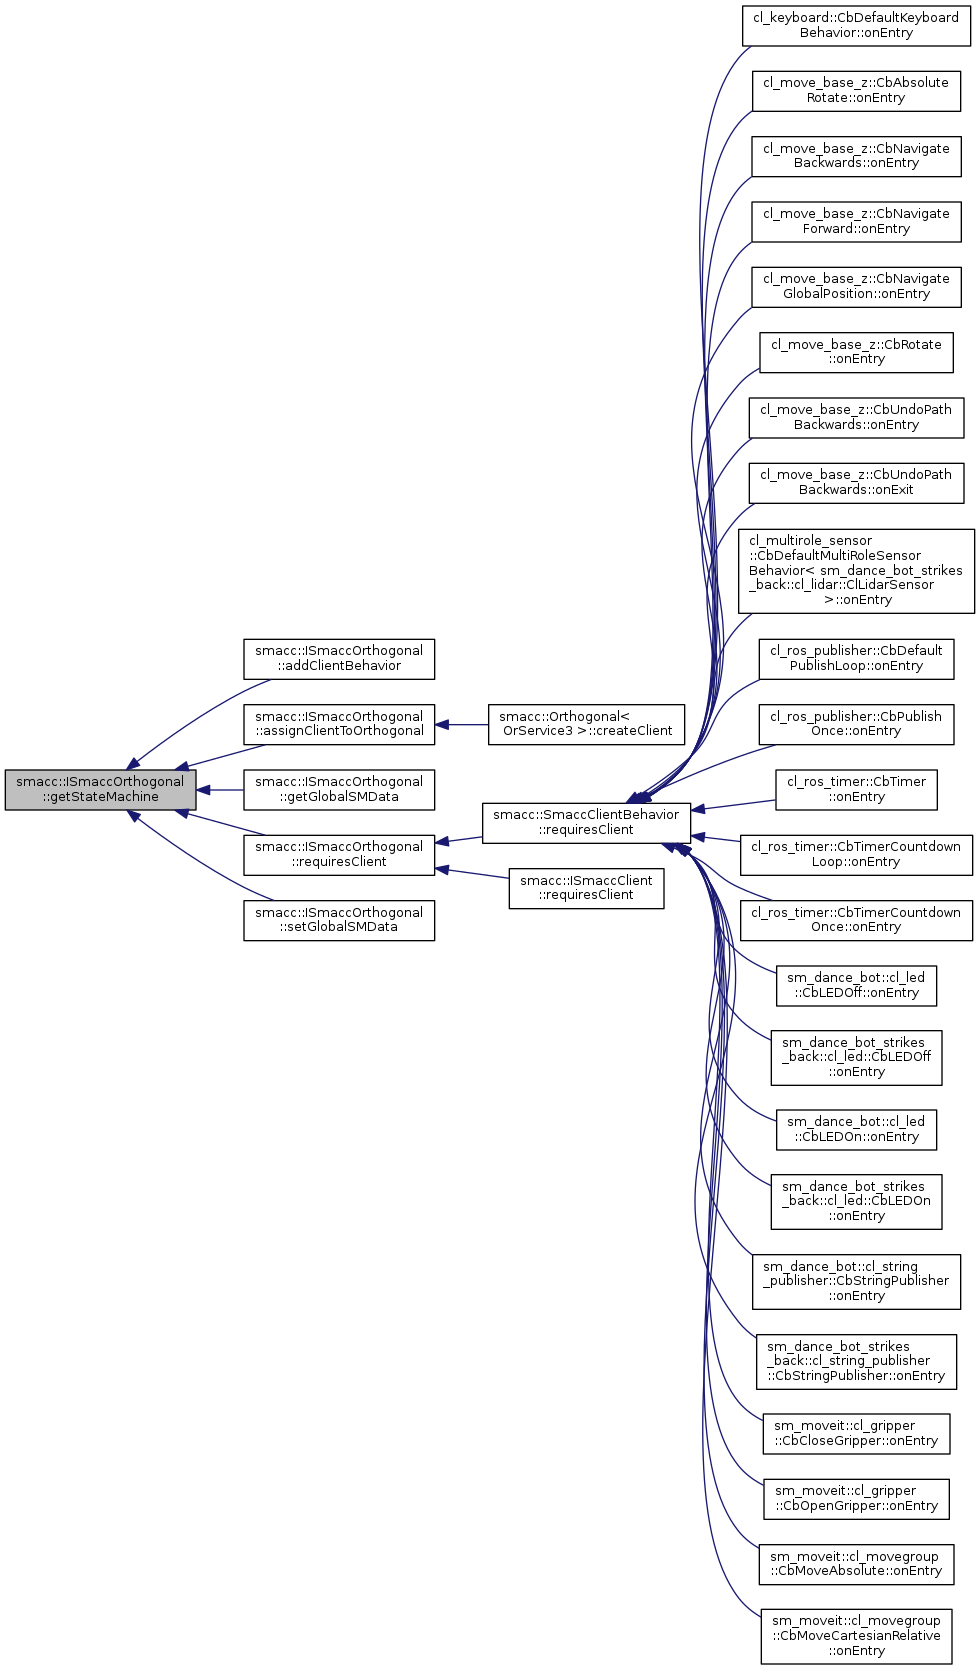 cl_keyboard::CbDefaultKeyboard
Behavior::onEntry
cl_move_base_z::CbAbsolute
Rotate::onEntry
cl_move_base_z::CbNavigate
Backwards::onEntry
cl_move_base_z::CbNavigate
Forward::onEntry
cl_move_base_z::CbNavigate
GlobalPosition::onEntry
cl_move_base_z::CbRotate
::onEntry
cl_move_base_z::CbUndoPath
Backwards::onEntry
cl_move_base_z::CbUndoPath
Backwards::onExit
cl_multirole_sensor
::CbDefaultMultiRoleSensor
Behavior< sm_dance_bot_strikes
_back::cl_lidar::ClLidarSensor
>::onEntry
smacc::ISmaccOrthogonal
::addClientBehavior
cl_ros_publisher::CbDefault
PublishLoop::onEntry
smacc::ISmaccOrthogonal
::assignClientToOrthogonal
smacc::Orthogonal<
OrService3 >::createClient
cl_ros_publisher::CbPublish
Once::onEntry
smacc::ISmaccOrthogonal
::getStateMachine
smacc::ISmaccOrthogonal
::getGlobalSMData
cl_ros_timer::CbTimer
::onEntry
smacc::SmaccClientBehavior
::requiresClient
smacc::ISmaccOrthogonal
::requiresClient
cl_ros_timer::CbTimerCountdown
Loop::onEntry
smacc::ISmaccClient
::requiresClient
smacc::ISmaccOrthogonal
::setGlobalSMData
cl_ros_timer::CbTimerCountdown
Once::onEntry
sm_dance_bot::cl_led
::CbLEDOff::onEntry
sm_dance_bot_strikes
_back::cl_led::CbLEDOff
::onEntry
sm_dance_bot::cl_led
::CbLEDOn::onEntry
sm_dance_bot_strikes
_back::cl_led::CbLEDOn
::onEntry
sm_dance_bot::cl_string
_publisher::CbStringPublisher
::onEntry
sm_dance_bot_strikes
_back::cl_string_publisher
::CbStringPublisher::onEntry
sm_moveit::cl_gripper
::CbCloseGripper::onEntry
sm_moveit::cl_gripper
::CbOpenGripper::onEntry
sm_moveit::cl_movegroup
::CbMoveAbsolute::onEntry
sm_moveit::cl_movegroup
::CbMoveCartesianRelative
::onEntry